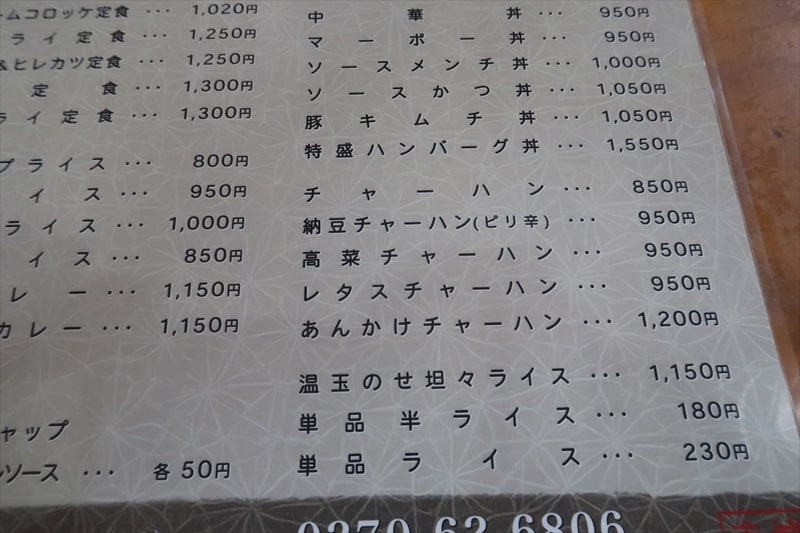 ームコロッケ定食 ··· 1,020円
ライ定食 ··· 1,250円
&ヒレカツ定食 ··· 1,250円
定食 ··· 1,300円
ライ定食 ··· 1,300円
プライス ··· 800円
イス ··· 950円
ライス ··· 1,000円
イス ··· 850円
レー ··· 1,150円
カレー ··· 1,150円
ャップ
ルソース ··· 各50円
中華丼 ··· 950円
マーボー丼 ··· 950円
ソースメンチ丼 ··· 1,000円
ソースかつ丼 ··· 1,050円
豚キムチ丼 ··· 1,050円
特盛ハンバーグ丼 ··· 1,550円
チャーハン ··· 850円
納豆チャーハン(ピリ辛) ··· 950円
高菜チャーハン ··· 950円
レタスチャーハン ··· 950円
あんかけチャーハン ··· 1,200円
温玉のせ坦々ライス ··· 1,150円
単品半ライス ··· 180円
単品ライス ··· 230円
0270-62-6806